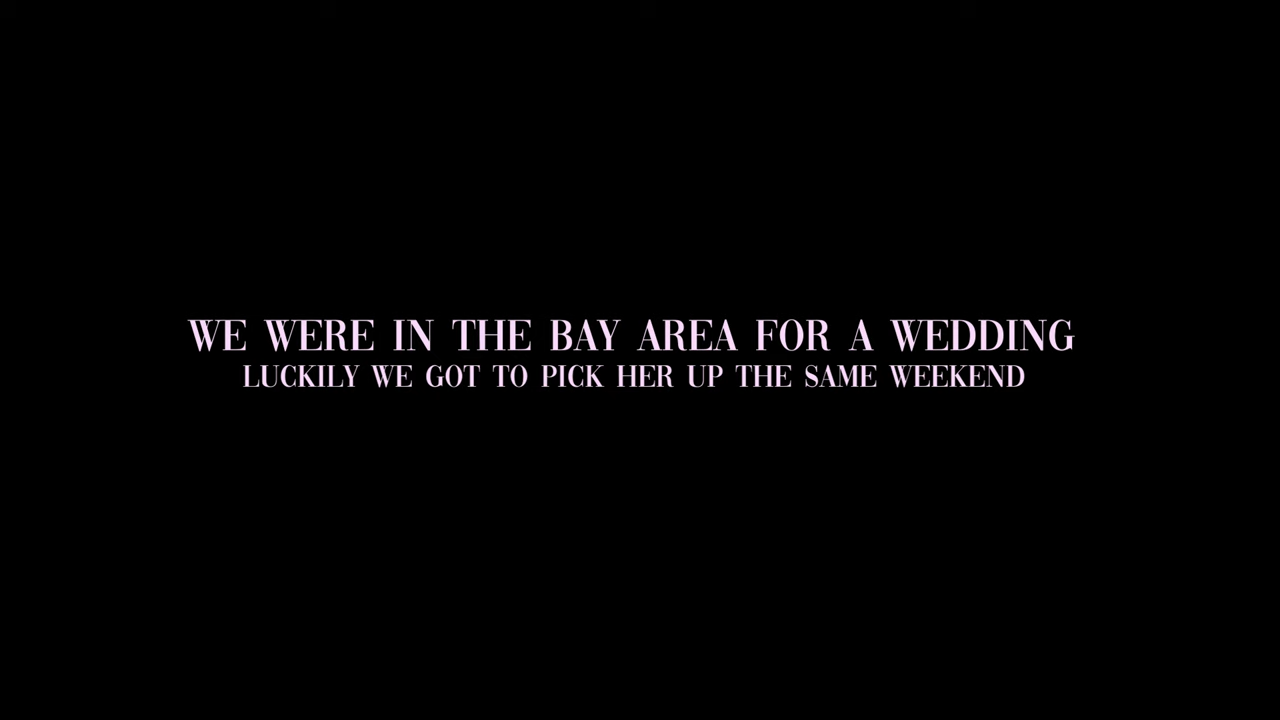 WE WERE IN THE BAY AREA FOR A WEDDING
LUCKILY WE GOT TO PICK HER UP THE SAME WEEKEND